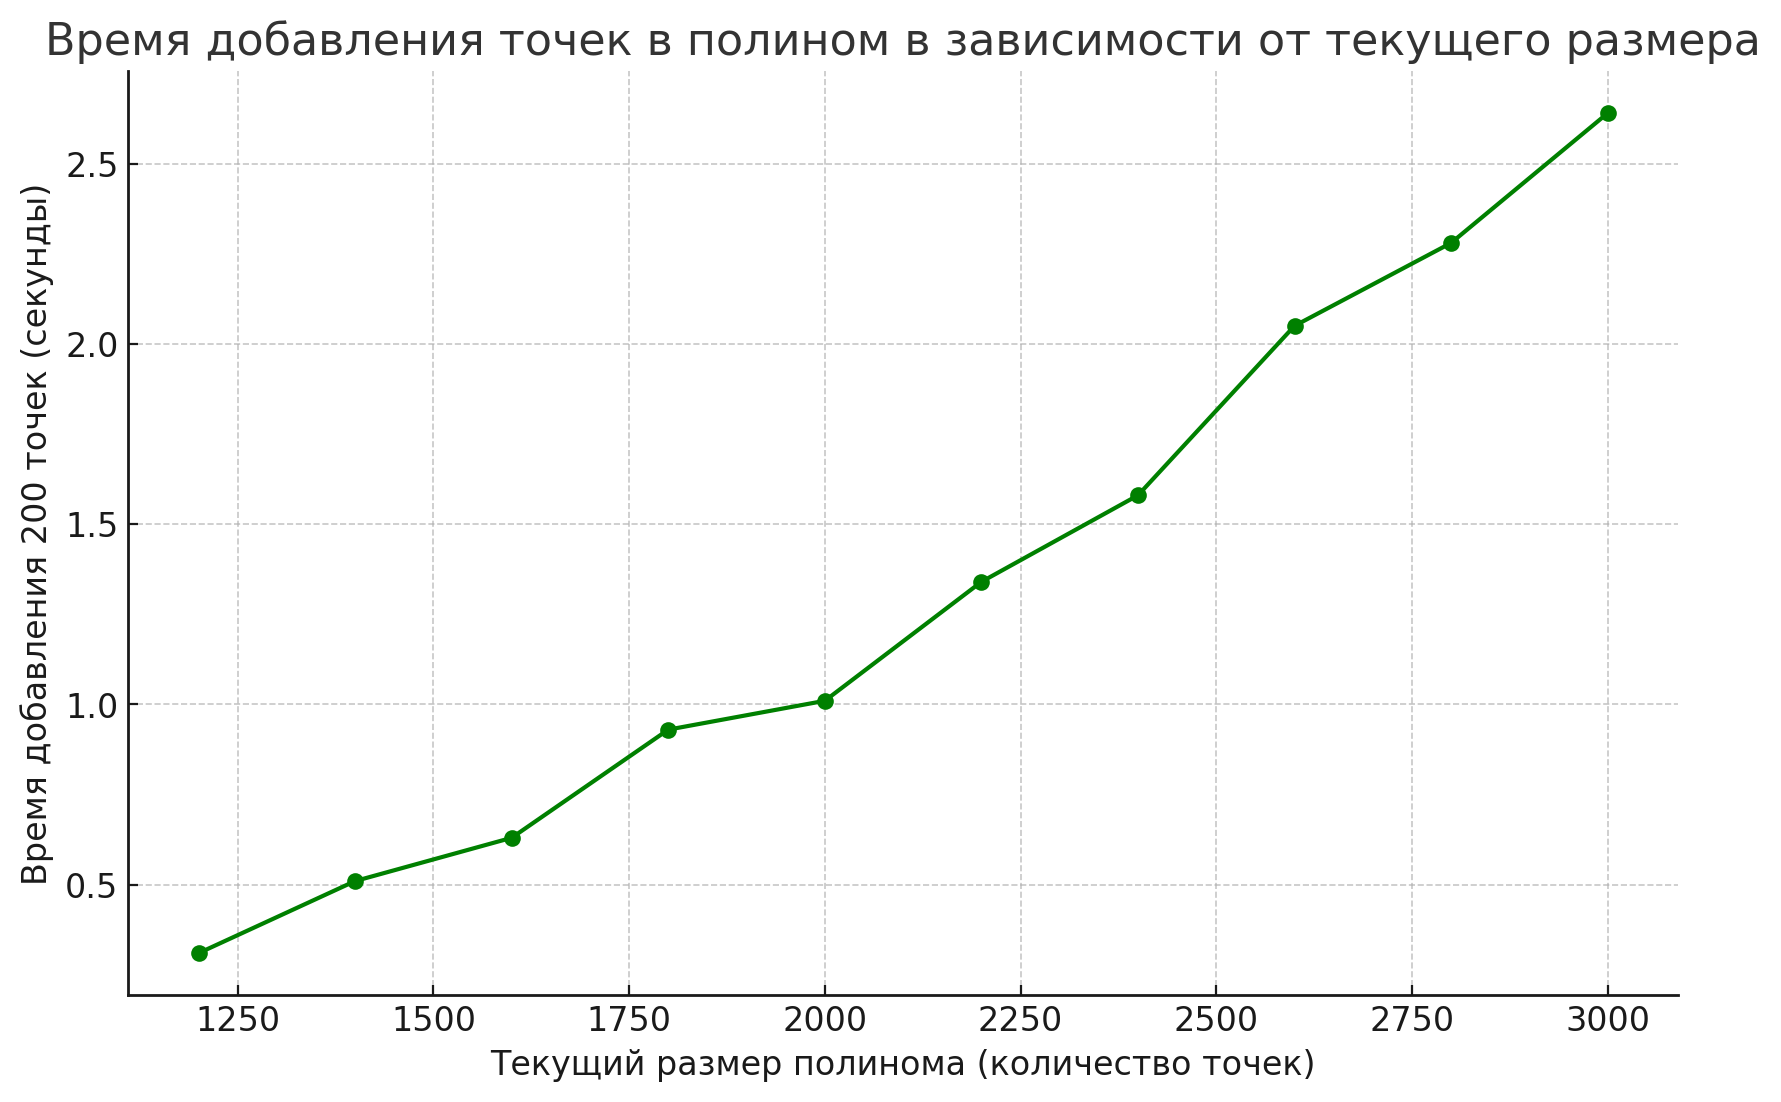 Время добавления точек в полином в зависимости от текущего размера
Время добавления 200 точек (секунды)
2.5
2.0
1.5
1.0
0.5
1250 1500 1750 2000 2250 2500 2750 3000
Текущий размер полинома (количество точек)